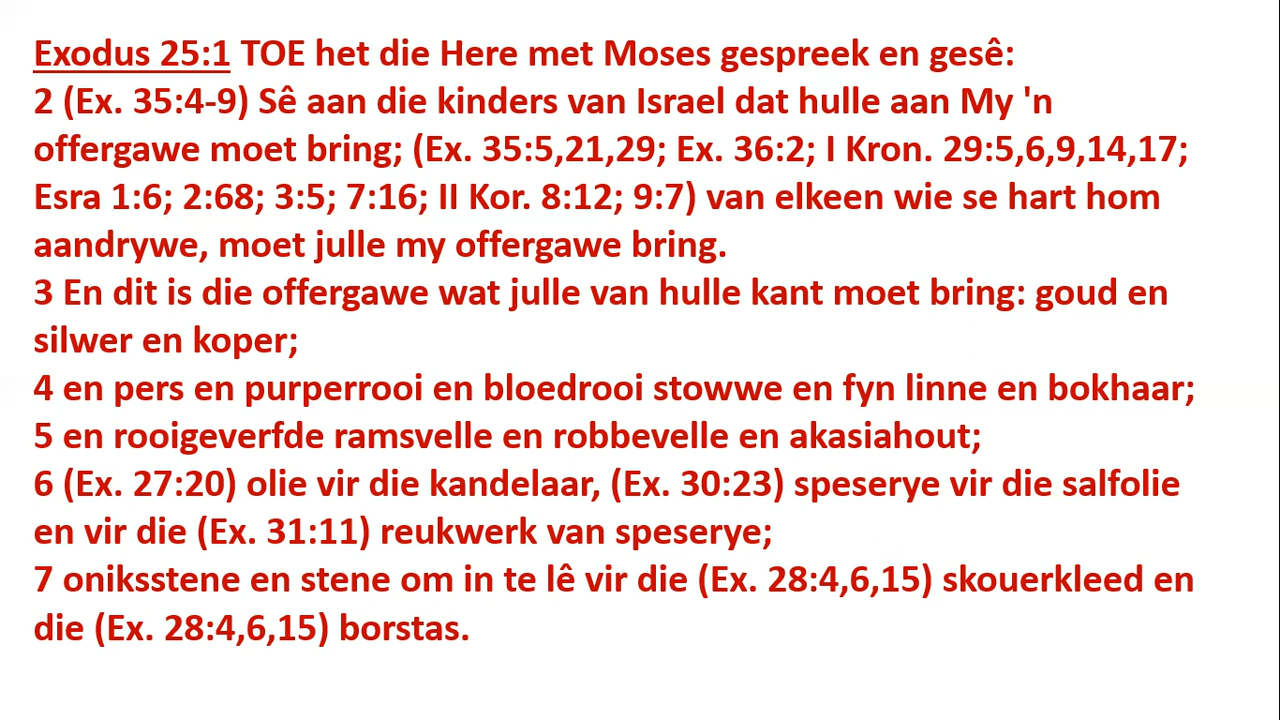 Exodus 25:1 TOE het die Here met Moses gespreek en gesê:
2 (Ex. 35:4-9) Sê aan die kinders van Israel dat hulle aan My 'n
offergawe moet bring; (Ex. 35:5,21,29; Ex. 36:2; I Kron. 29:5,6,9,14,17;
Esra 1:6; 2:68; 3:5; 7:16; II Kor. 8:12; 9:7) van elkeen wie se hart hom
aandrywe, moet julle my offergawe bring.
3 En dit is die offergawe wat julle van hulle kant moet bring: goud en
silwer en koper;
4 en pers en purperrooi en bloedrooi stowwe en fyn linne en bokhaar;
5 en rooigeverfde ramsvelle en robbevelle en akasiahout;
6 (Ex. 27:20) olie vir die kandelaar, (Ex. 30:23) speserye vir die salfolie
en vir die (Ex. 31:11) reukwerk van speserye;
7 oniksstene en stene om in te lê vir die (Ex. 28:4,6,15) skouerkleed en
die (Ex. 28:4,6,15) borstas.